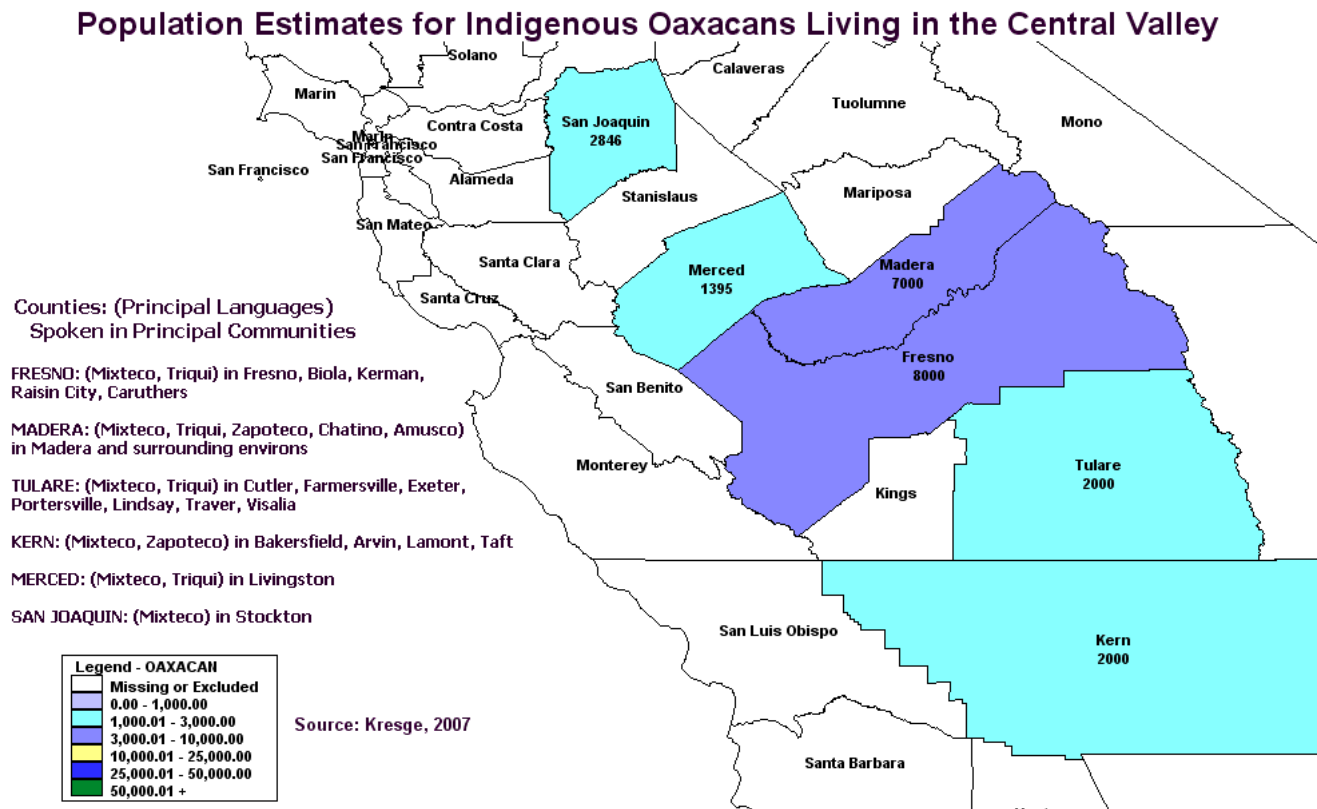 Population Estimates for Indigenous Oaxacans Living in the Central Valley
Solano
Calaveras
Marin
Tuolumne
Mono
Contra Costa
San Joaquin
2846
Marin
San Francisco
San Francisco
San Francisco
Alameda
Stanislaus
Mariposa
San Mateo
Santa Clara
Merced
1395
Madera
7000
Santa Cruz
Counties: (Principal Languages)
Spoken in Principal Communities
Fresno
8000
San Benito
FRESNO: (Mixteco, Triqui) in Fresno, Biola, Kerman,
Raisin City, Caruthers
MADERA: (Mixteco, Triqui, Zapoteco, Chatino, Amusco)
in Madera and surrounding environs
Monterey
Kings
Tulare
2000
TULARE: (Mixteco, Triqui) in Cutler, Farmersville, Exeter,
Portersville, Lindsay, Traver, Visalia
KERN: (Mixteco, Zapoteco) in Bakersfield, Arvin, Lamont, Taft
MERCED: (Mixteco, Triqui) in Livingston
SAN JOAQUIN: (Mixteco) in Stockton
San Luis Obispo
Kern
2000
Legend - OAXACAN
Missing or Excluded
0.00 - 1,000.00
1,000.01 - 3,000.00
3,000.01 - 10,000.00
10,000.01 - 25,000.00
25,000.01 - 50,000.00
50,000.01 +
Source: Kresge, 2007
Santa Barbara